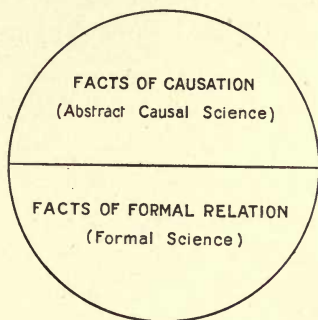 FACTS OF CAUSATION
(Abstract Causal Science)
FACTS OF FORMAL RELATION
(Formal Science)